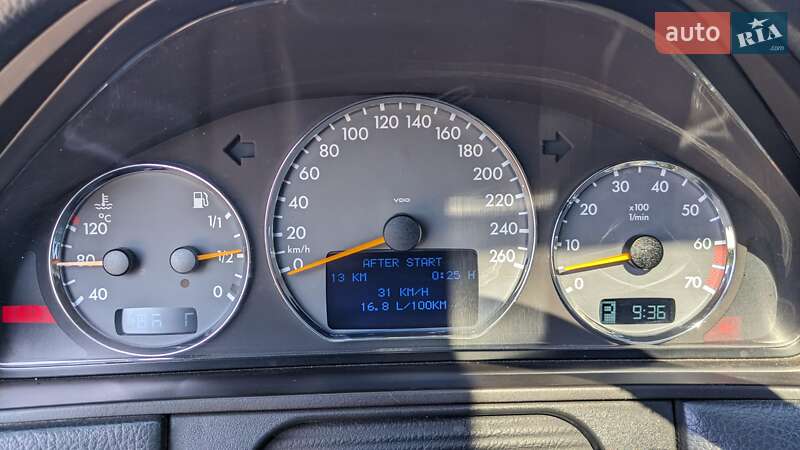 auto RIA.com
120 140
100 160
80 180
60 200
40 220
20 240
km/h 260
0
VDO
AFTER START
13 KM 0:25 H
31 KM/H
16.8 L/100KM
°C
120
80
40
1/1
1/2
0
30 40
20 50
10 60
0 70
x100
1/min
P 9:36